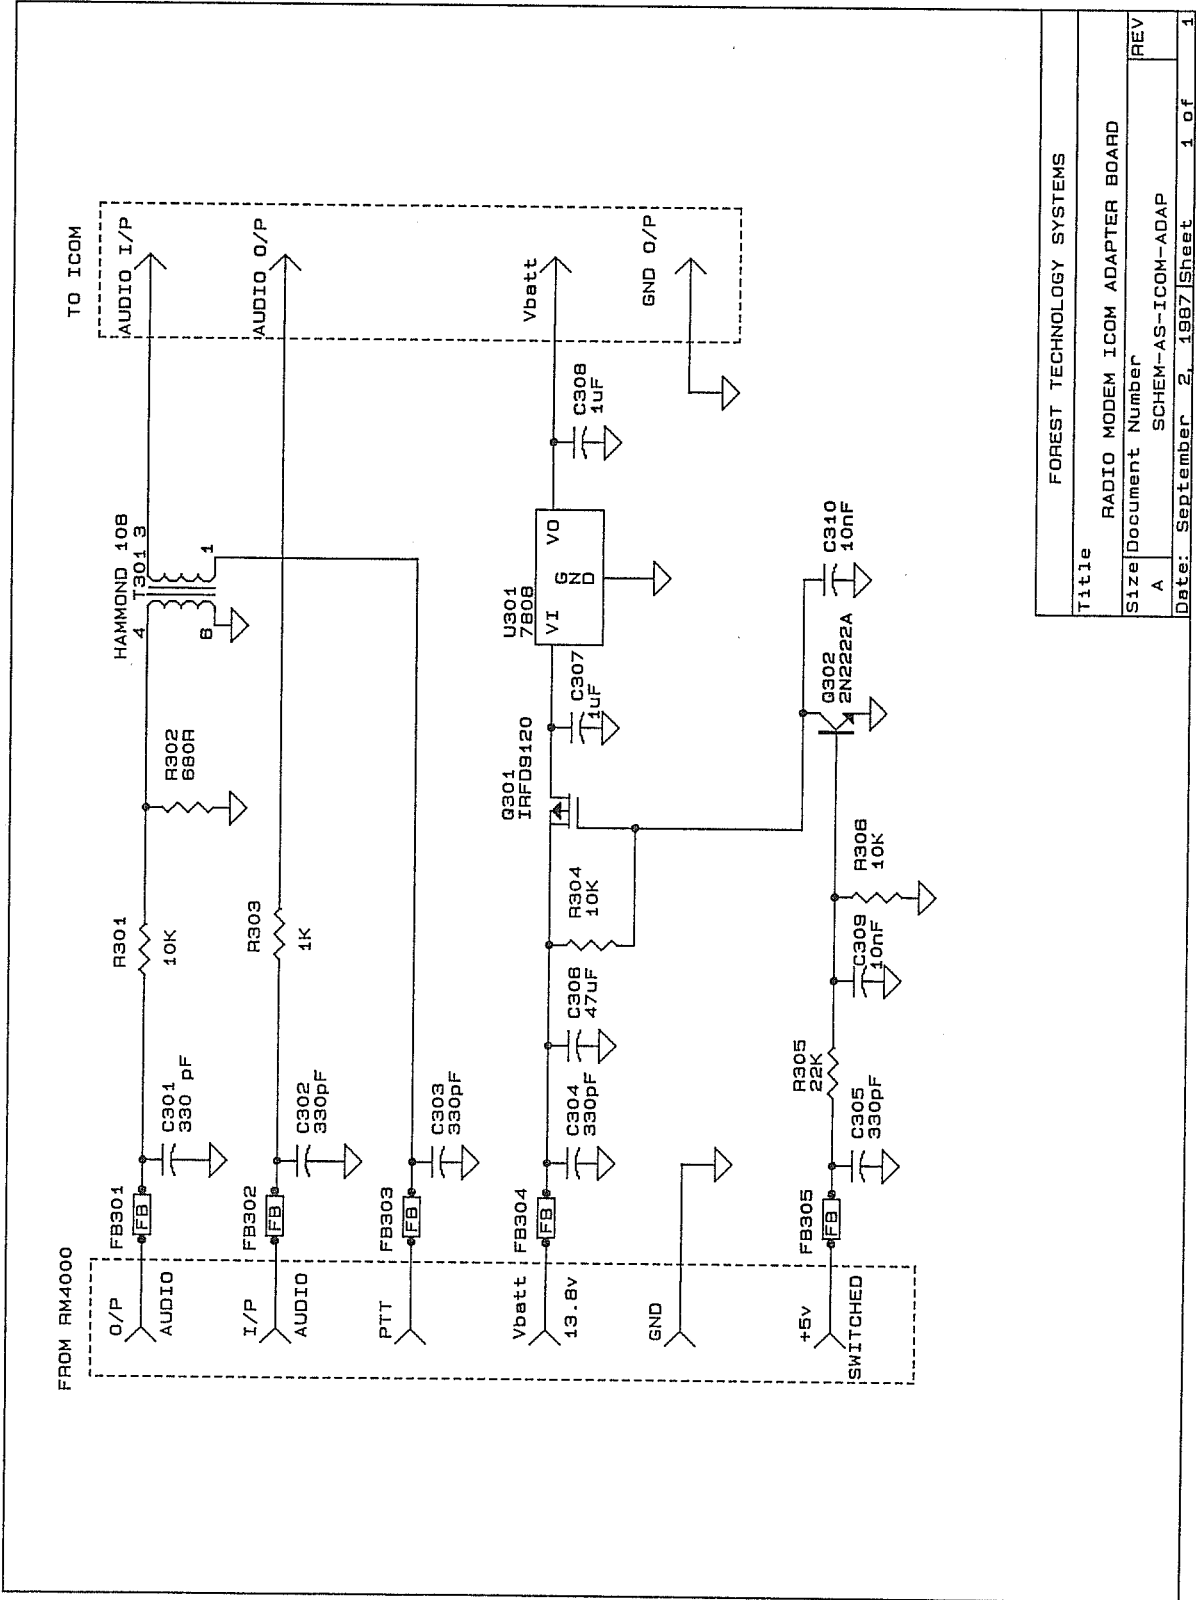 FROM RM4000
TO ICOM
O/P
AUDIO
FB301
FB
C301
330 pF
R301
10K
R302
680R
HAMMOND 108
T301
4
3
6
1
AUDIO I/P
I/P
AUDIO
FB302
FB
C302
330pF
R303
1K
AUDIO O/P
PTT
FB303
FB
C303
330pF
Vbatt
13.8v
FB304
FB
C304
330pF
C306
47uF
R304
10K
Q301
IRFD9120
C307
1uF
U301
7808
VI
VO
GND
C308
1uF
Vbatt
GND
GND O/P
+5v
SWITCHED
FB305
FB
C305
330pF
R305
22K
C309
10nF
R306
10K
Q302
2N2222A
C310
10nF
FOREST TECHNOLOGY SYSTEMS
Title
RADIO MODEM ICOM ADAPTER BOARD
Size Document Number REV
A SCHEM-AS-ICOM-ADAP
Date: September 2, 1987 Sheet 1 of 1